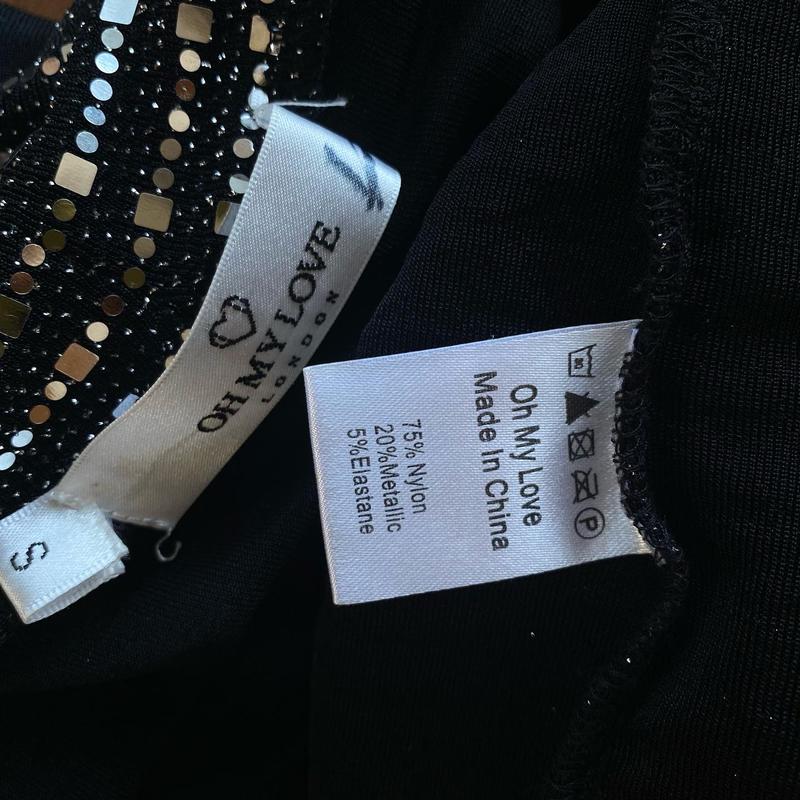 OH MY LOVE
LONDON
S
Oh My Love
Made In China
75% Nylon
20%Metallic
5%Elastane
P